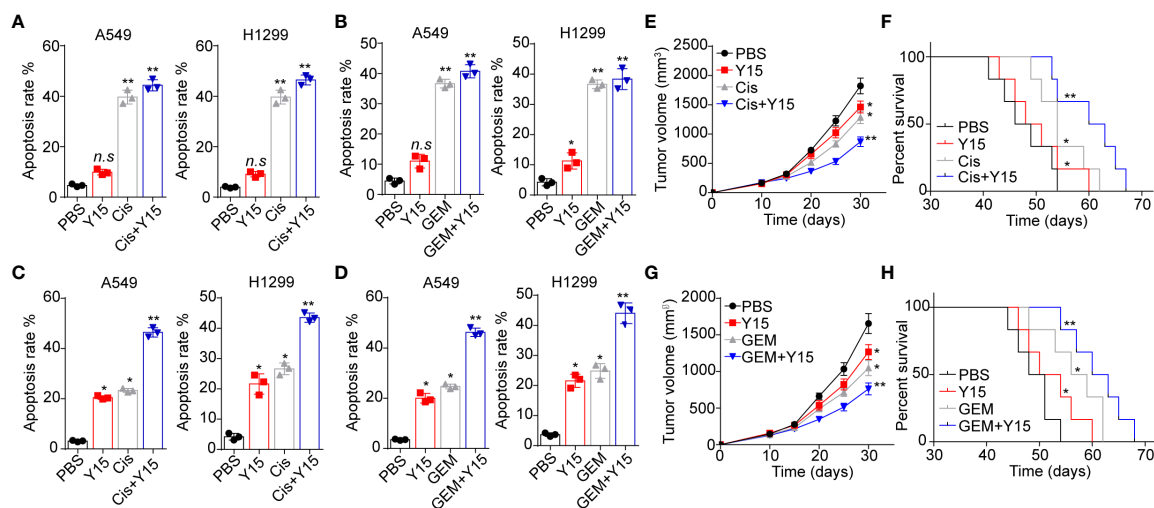 A
A549
H1299
Apoptosis rate %
60
40
20
0
n.s
**
**
PBS
Y15
Cis
Cis+Y15
Apoptosis rate %
60
40
20
0
n.s
**
**
PBS
Y15
Cis
Cis+Y15
B
A549
H1299
Apoptosis rate %
50
40
30
20
10
0
n.s
**
**
PBS
Y15
GEM
GEM+Y15
Apoptosis rate %
50
40
30
20
10
0
*
**
**
PBS
Y15
GEM
GEM+Y15
E
Tumor volume (mm³)
2500
2000
1500
1000
500
0
PBS
Y15
Cis
Cis+Y15
*
*
**
0
10
20
30
Time (days)
F
Percent survival
100
50
0
PBS
Y15
Cis
Cis+Y15
**
*
*
30
40
50
60
70
Time (days)
C
A549
H1299
Apoptosis rate %
60
40
20
0
*
*
**
PBS
Y15
Cis
Cis+Y15
Apoptosis rate %
50
40
30
20
10
0
*
*
**
PBS
Y15
Cis
Cis+Y15
D
A549
H1299
Apoptosis rate %
60
40
20
0
*
*
**
PBS
Y15
GEM
GEM+Y15
Apoptosis rate %
50
40
30
20
10
0
*
*
**
PBS
Y15
GEM
GEM+Y15
G
Tumor volume (mm
2000
1500
1000
500
0
PBS
Y15
GEM
GEM+Y15
*
*
**
0
10
20
30
Time (days)
H
Percent survival
100
50
0
PBS
Y15
GEM
GEM+Y15
**
*
*
30
40
50
60
70
Time (days)